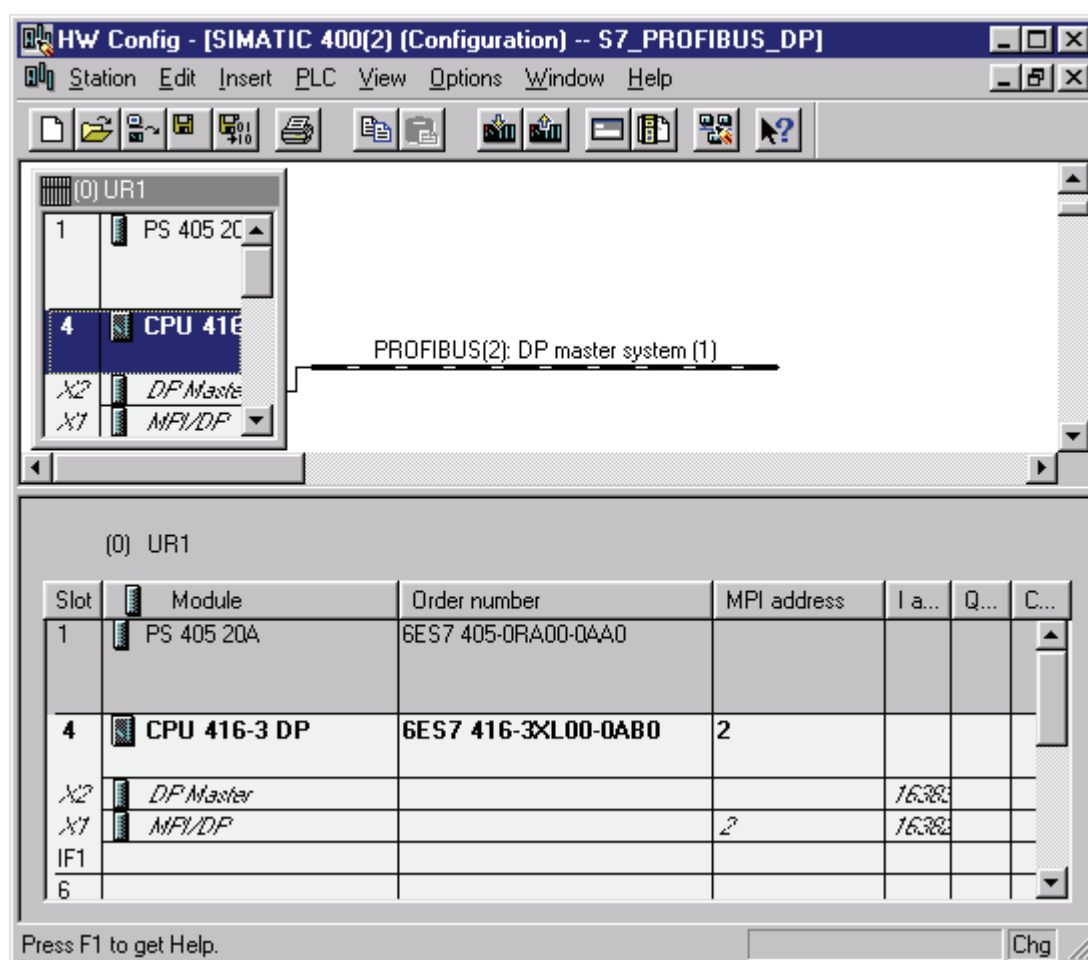 HW Config - [SIMATIC 400(2) (Configuration) -- S7_PROFIBUS_DP]
Station Edit Insert PLC View Options Window Help
(0) UR1
1 PS 405 20
4 CPU 416
X2 DP Maste
X1 MPI/DP
PROFIBUS(2): DP master system (1)
(0) UR1
Slot Module Order number MPI address I a... Q... C...
1 PS 405 20A 6ES7 405-0RA00-0AA0
4 CPU 416-3 DP 6ES7 416-3XL00-0AB0 2
X2 DP Master 16383
X1 MPI/DP 2 16382
IF1
6
Press F1 to get Help. Chg